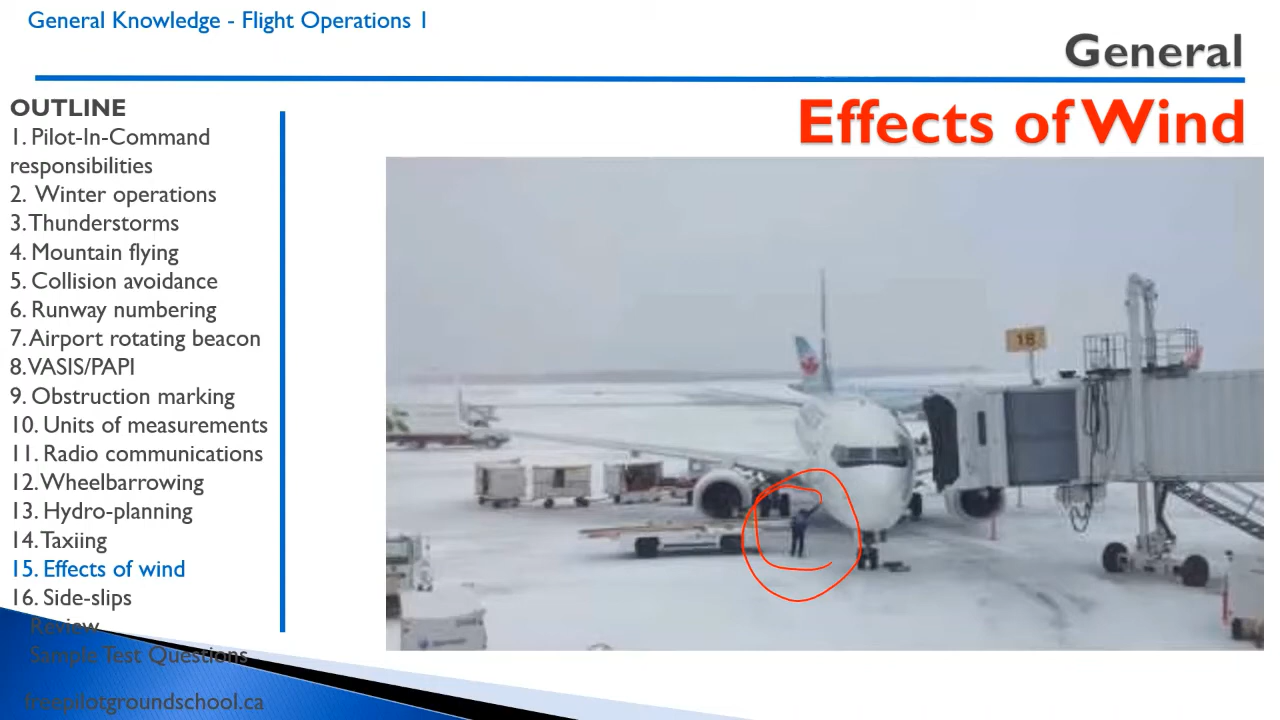 General Knowledge - Flight Operations 1
General
Effects of Wind
OUTLINE
1. Pilot-In-Command
responsibilities
2. Winter operations
3. Thunderstorms
4. Mountain flying
5. Collision avoidance
6. Runway numbering
7. Airport rotating beacon
8. VASIS/PAPI
9. Obstruction marking
10. Units of measurements
11. Radio communications
12. Wheelbarrowing
13. Hydro-planning
14. Taxiing
15. Effects of wind
16. Side-slips
Review
Sample Test Questions
freepilotgroundschool.ca
18